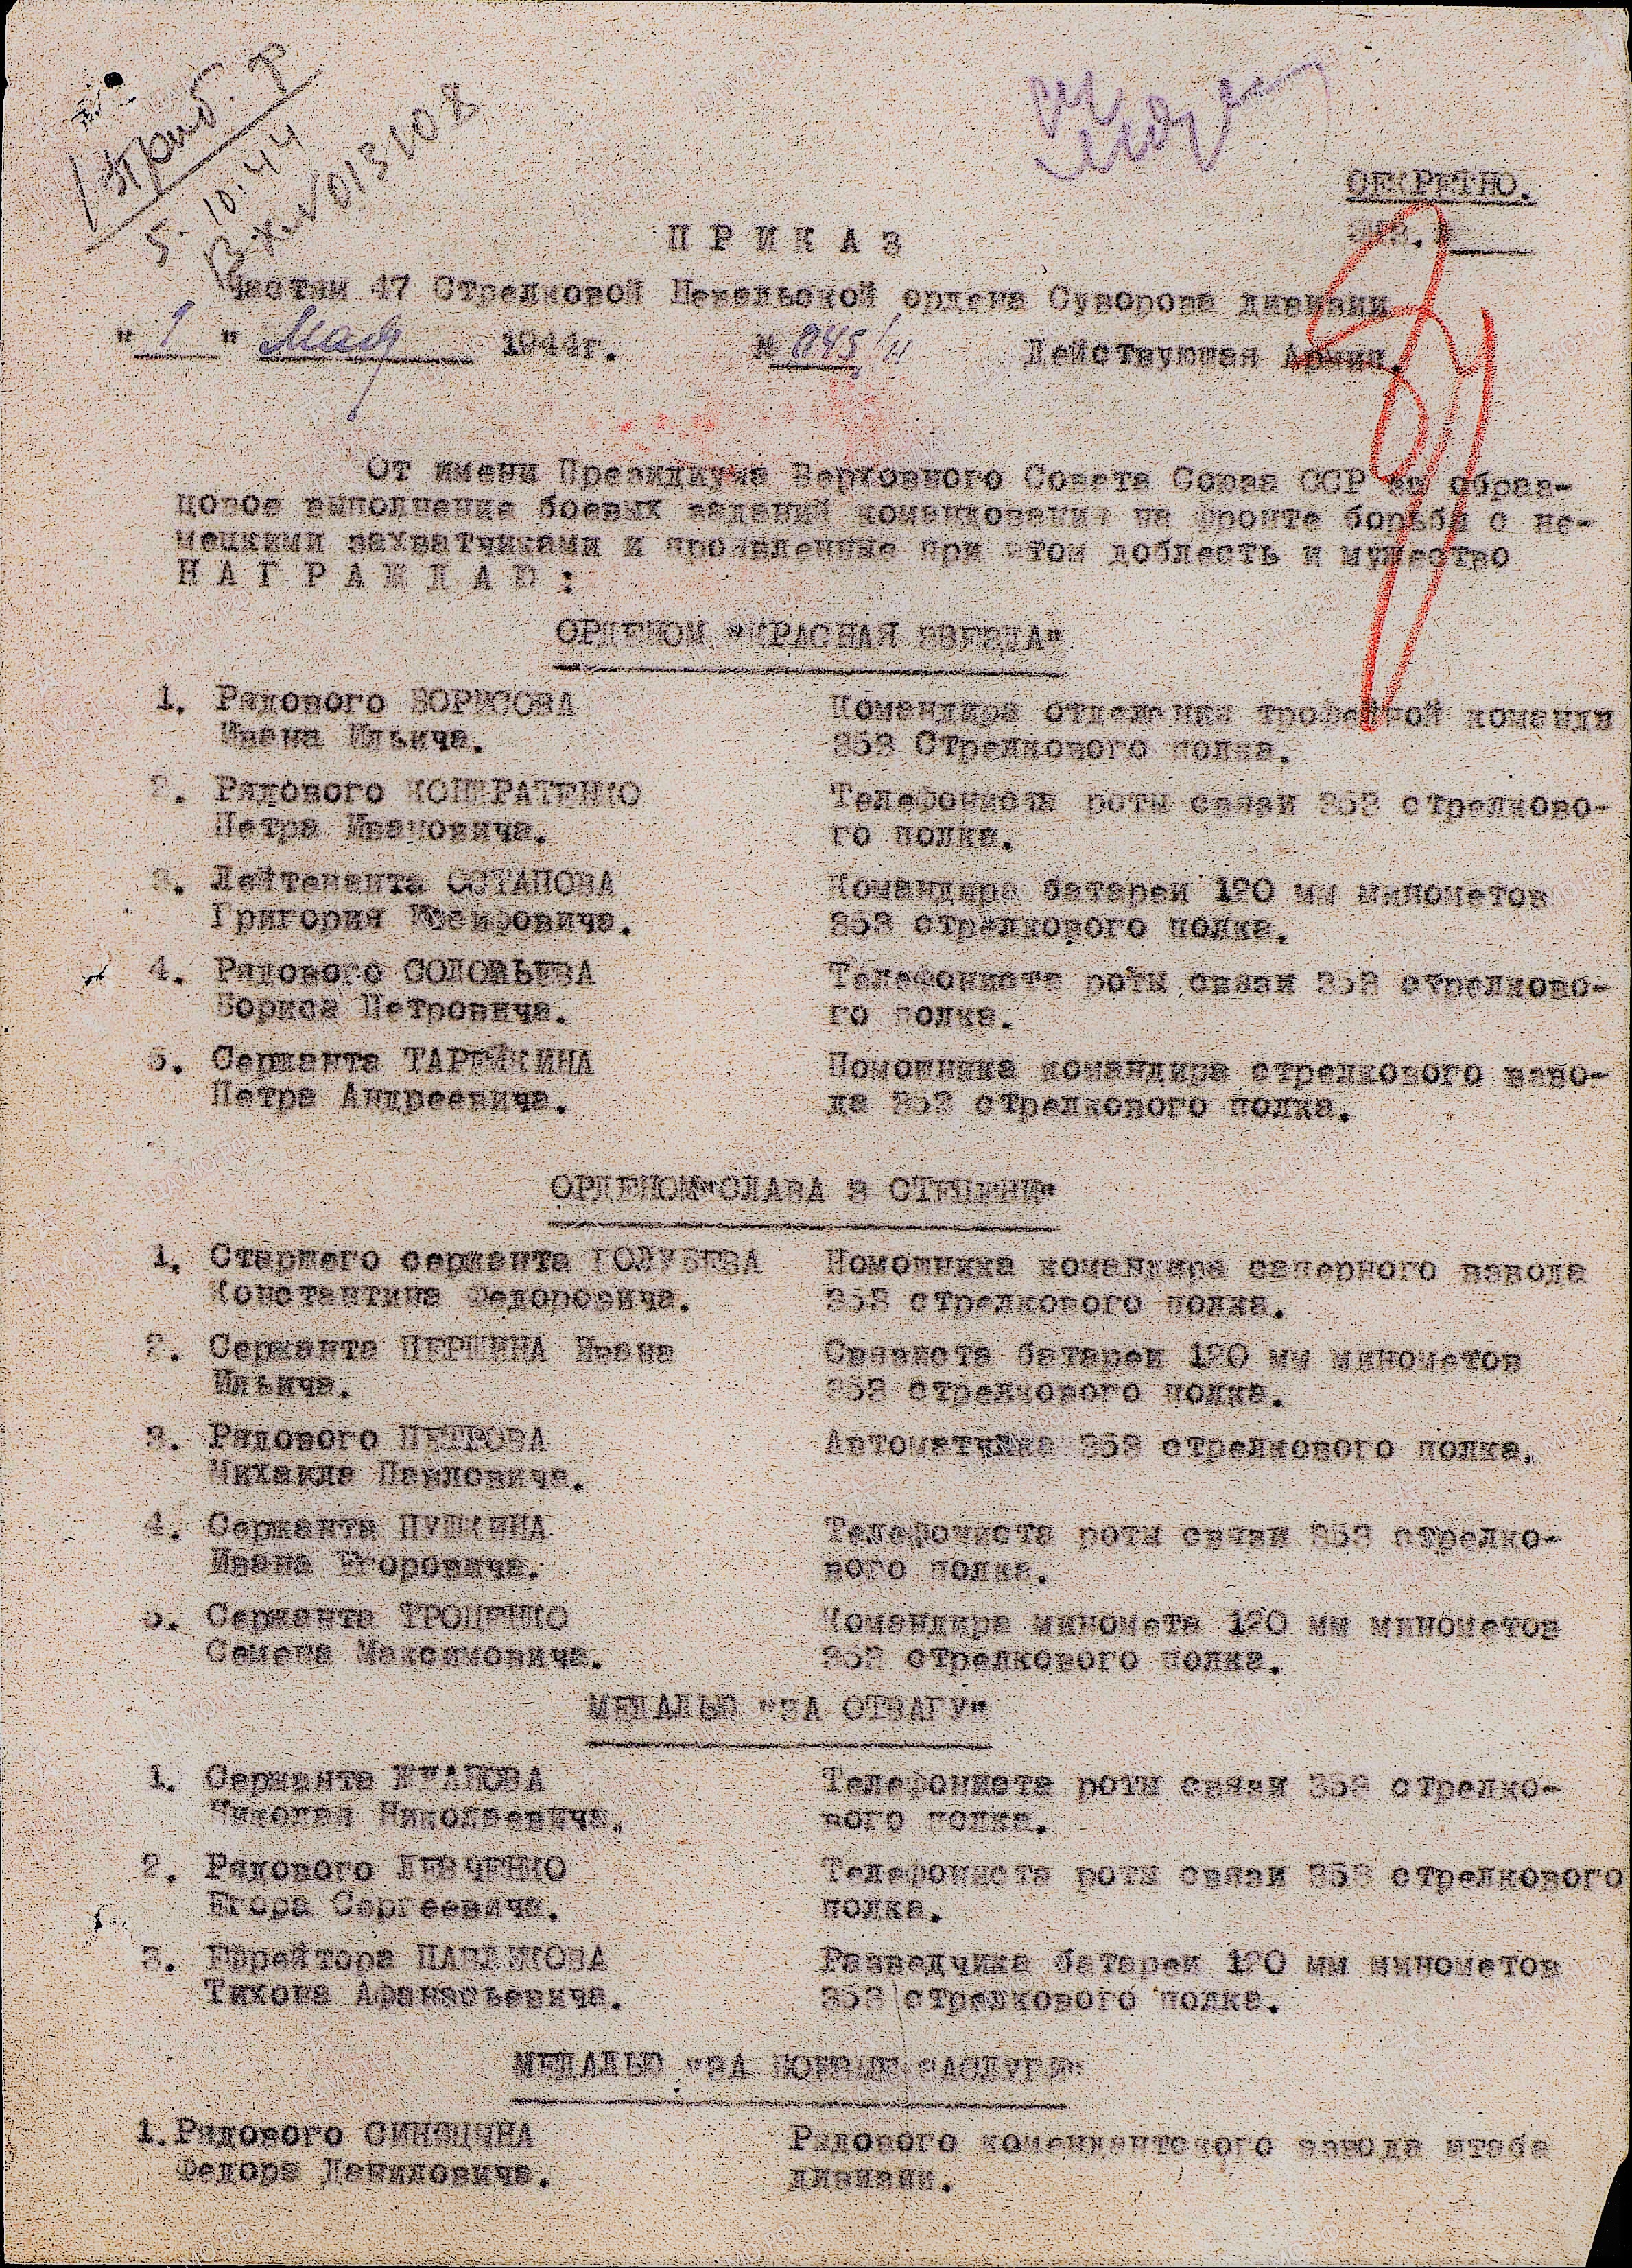 5.10.44
СЕКРЕТНО.
ЭКЗ. №
П Р И К А З
Частям 47 Стрелковой Невельской ордена Суворова дивизии
"1" Мая 1944г. № 045/н Действующая Армия.
От имени Президиума Верховного Совета Союза ССР за образ-
цовое выполнение боевых заданий командования на фронте борьбы с не-
мецкими захватчиками и проявленные при этом доблесть и мужество
Н А Г Р А Ж Д А Ю :
ОРДЕНОМ "КРАСНАЯ ЗВЕЗДА"
1. Рядового БОРИСОВА Командира отделения трофейной команды
Ивана Ильича. 353 Стрелкового полка.
2. Рядового КОНДРАТЕНКО Телефониста роты связи 353 стрелково-
Петра Ивановича. го полка.
3. Лейтенанта ОСТАПОВА Командира батареи 120 мм минометов
Григория Иосифовича. 353 стрелкового полка.
4. Рядового СОЛОВЬЕВА Телефониста роты связи 353 стрелково-
Бориса Петровича. го полка.
5. Сержанта ТАРЕЙКИНА Помощника командира стрелкового взво-
Петра Андреевича. да 353 стрелкового полка.
ОРДЕНОМ "СЛАВА 3 СТЕПЕНИ"
1. Старшего сержанта ГОЛУБЕВА Помощника командира саперного взвода
Константина Федоровича. 353 стрелкового полка.
2. Сержанта ПЕРШИНА Ивана Связиста батареи 120 мм минометов
Ильича. 353 стрелкового полка.
3. Рядового ПЕТРОВА Автоматчика 353 стрелкового полка.
Михаила Павловича.
4. Сержанта ПУШКИНА Телефониста роты связи 353 стрелко-
Ивана Егоровича. вого полка.
5. Сержанта ТРОЦЕНКО Командира миномета 120 мм минометов
Семена Максимовича. 353 стрелкового полка.
МЕДАЛЬЮ "ЗА ОТВАГУ"
1. Сержанта Телефониста роты связи 353 стрелко-
Николая Николаевича. вого полка.
2. Рядового ЛЕВЧЕНКО Телефониста роты связи 353 стрелкового
Егора Сергеевича. полка.
3. Ефрейтора ПАВЛЮКОВА Разведчика батареи 120 мм минометов
Тихона Афанасьевича. 353 стрелкового полка.
МЕДАЛЬЮ "ЗА БОЕВЫЕ ЗАСЛУГИ"
1. Рядового СИНИЦЫНА Рядового комендантского взвода штаба
Федора Даниловича. дивизии.